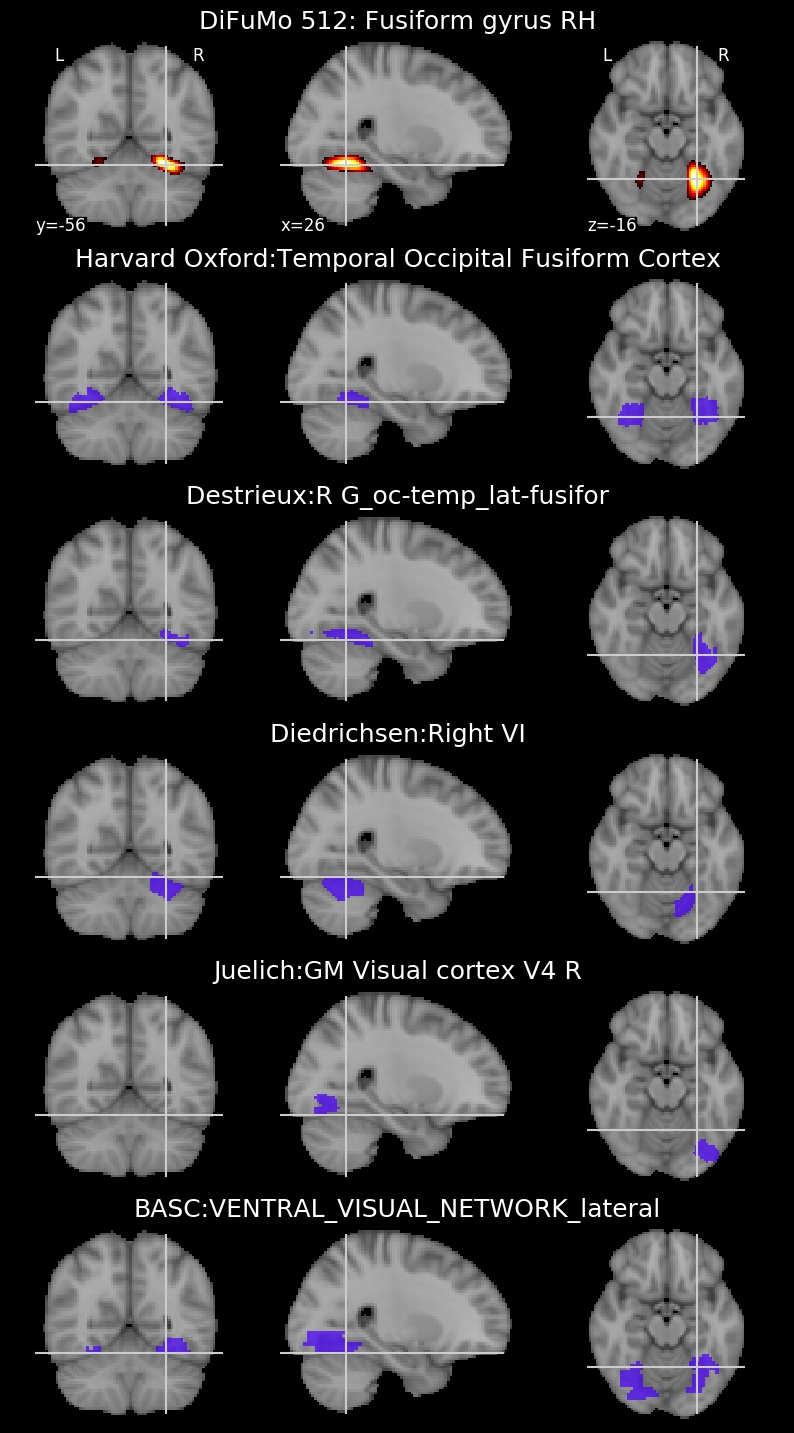 DiFuMo 512: Fusiform gyrus RH
L R L R
y=-56 x=26 z=-16
Harvard Oxford:Temporal Occipital Fusiform Cortex
Destrieux:R G_oc-temp_lat-fusifor
Diedrichsen:Right VI
Juelich:GM Visual cortex V4 R
BASC:VENTRAL_VISUAL_NETWORK_lateral